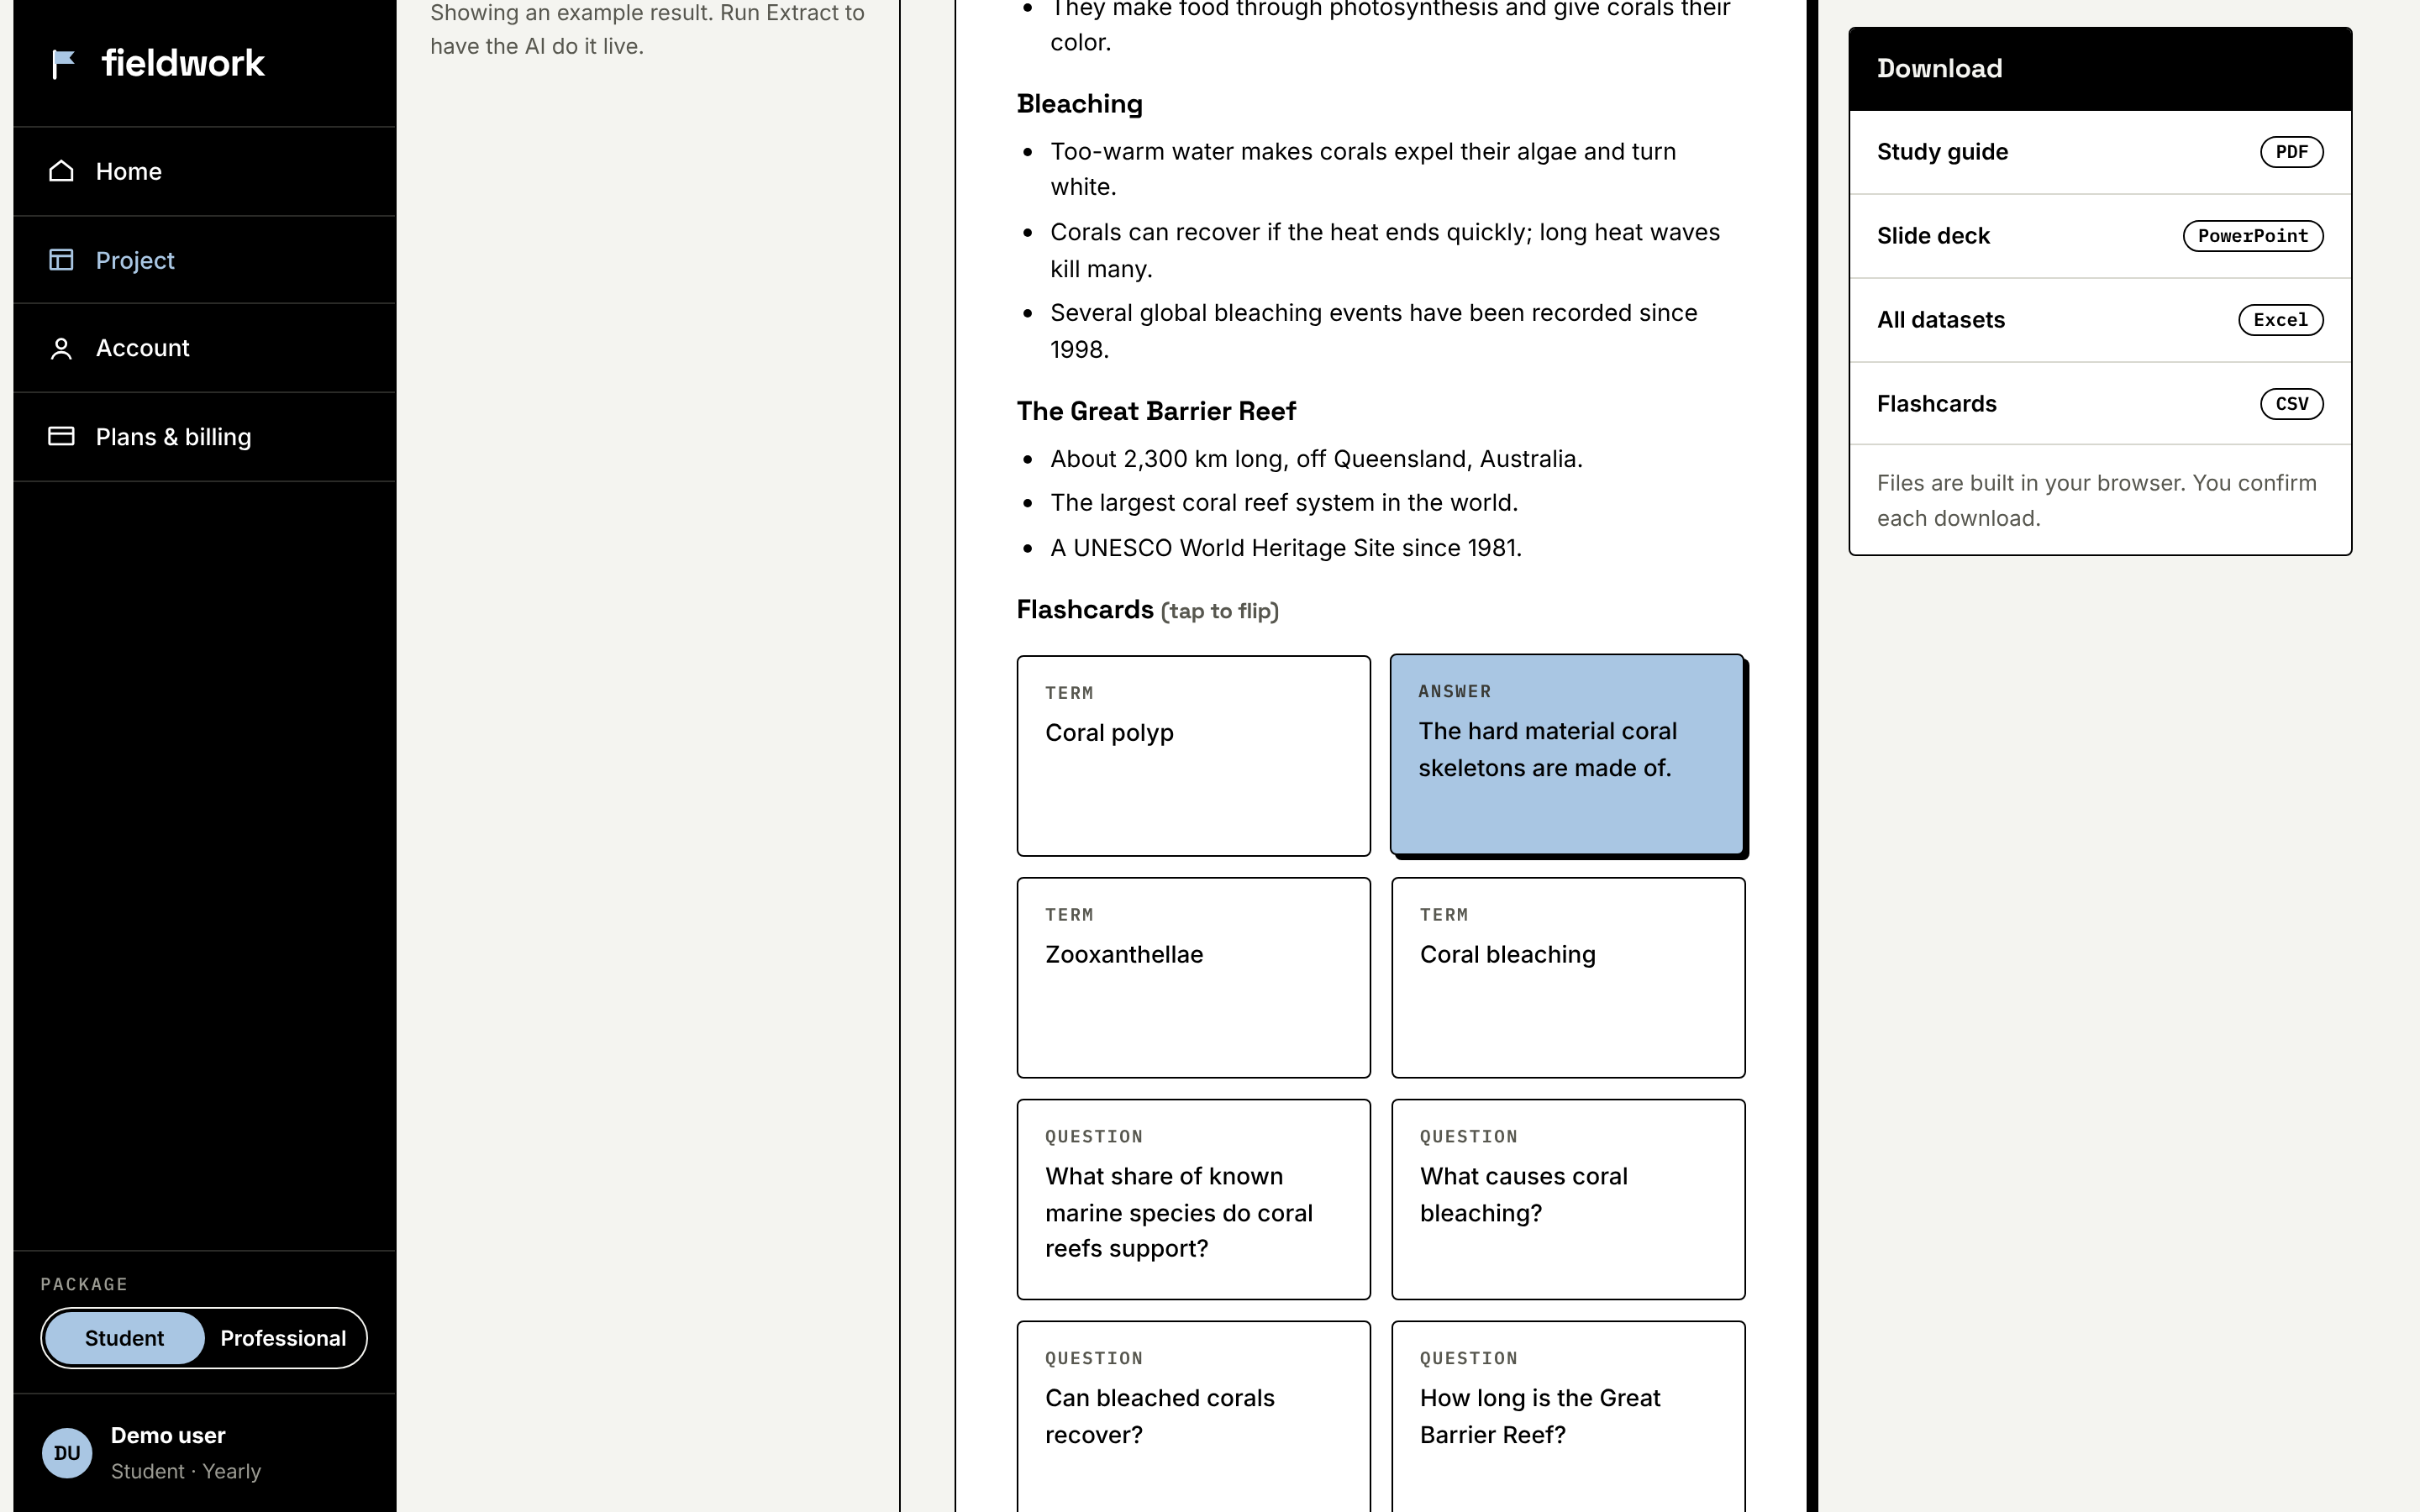 fieldwork
Home
Project
Account
Plans & billing
PACKAGE
Student
Professional
DU
Demo user
Student · Yearly
Showing an example result. Run Extract to
have the AI do it live.
They make food through photosynthesis and give corals their
color.
Bleaching
Too-warm water makes corals expel their algae and turn
white.
Corals can recover if the heat ends quickly; long heat waves
kill many.
Several global bleaching events have been recorded since
1998.
The Great Barrier Reef
About 2,300 km long, off Queensland, Australia.
The largest coral reef system in the world.
A UNESCO World Heritage Site since 1981.
Flashcards (tap to flip)
TERM
Coral polyp
ANSWER
The hard material coral
skeletons are made of.
TERM
Zooxanthellae
TERM
Coral bleaching
QUESTION
What share of known
marine species do coral
reefs support?
QUESTION
What causes coral
bleaching?
QUESTION
Can bleached corals
recover?
QUESTION
How long is the Great
Barrier Reef?
Download
Study guide
PDF
Slide deck
PowerPoint
All datasets
Excel
Flashcards
CSV
Files are built in your browser. You confirm
each download.